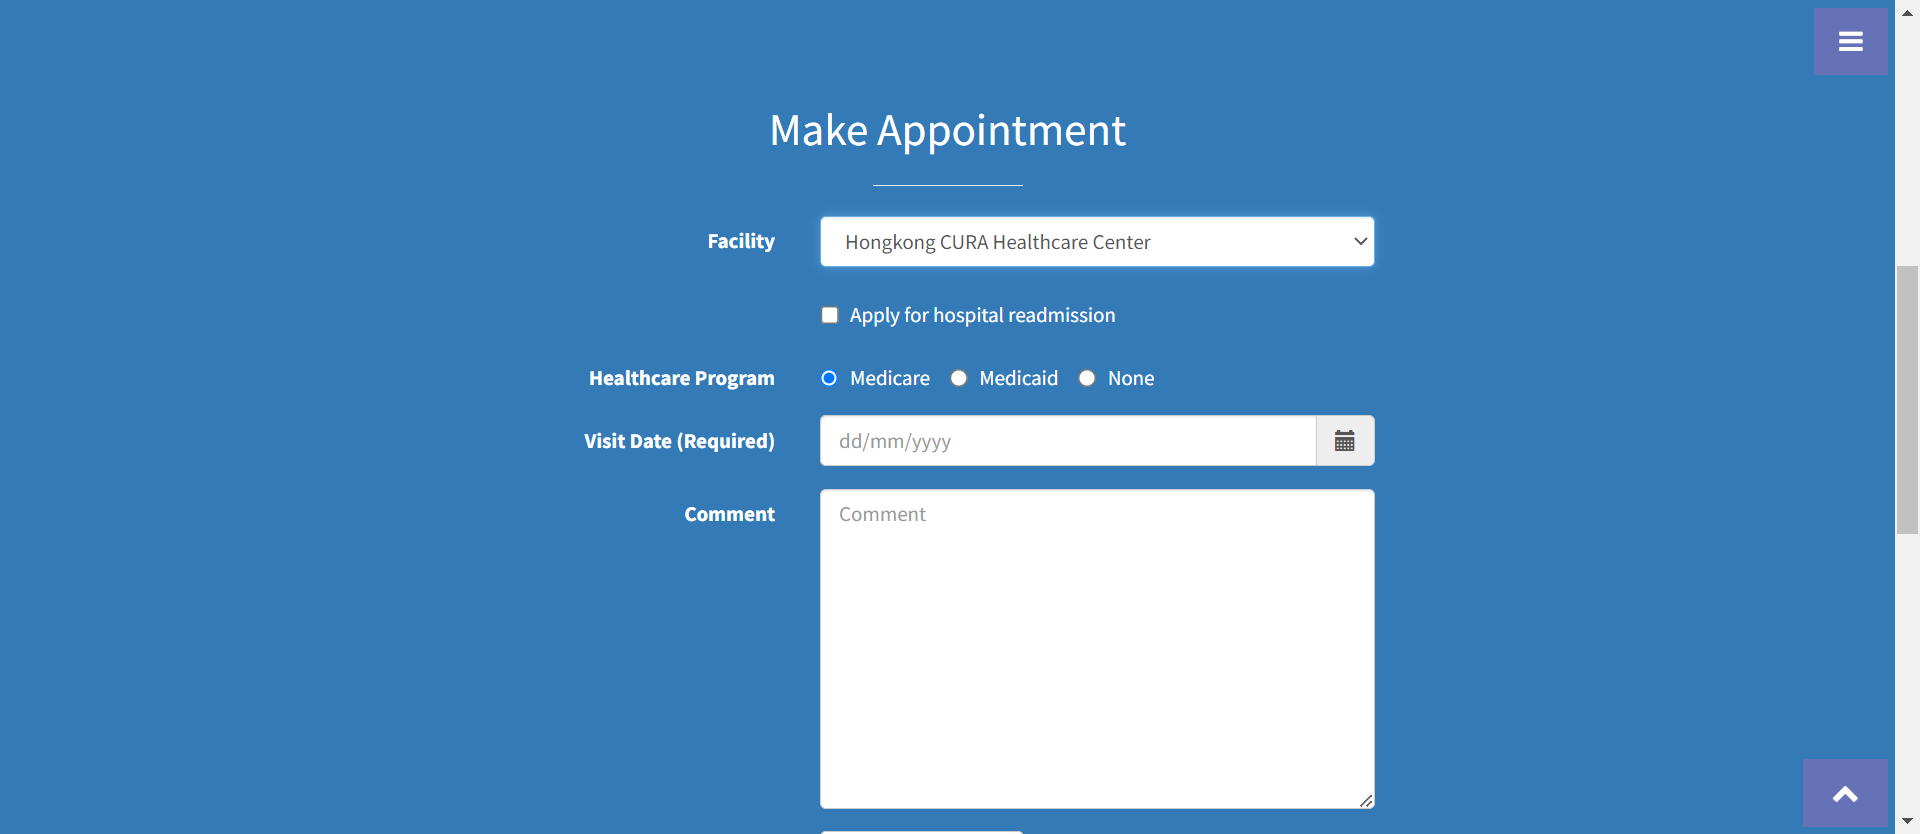 Make Appointment
Facility
Hongkong CURA Healthcare Center
Apply for hospital readmission
Healthcare Program
Medicare Medicaid None
Visit Date (Required)
dd/mm/yyyy
Comment
Comment